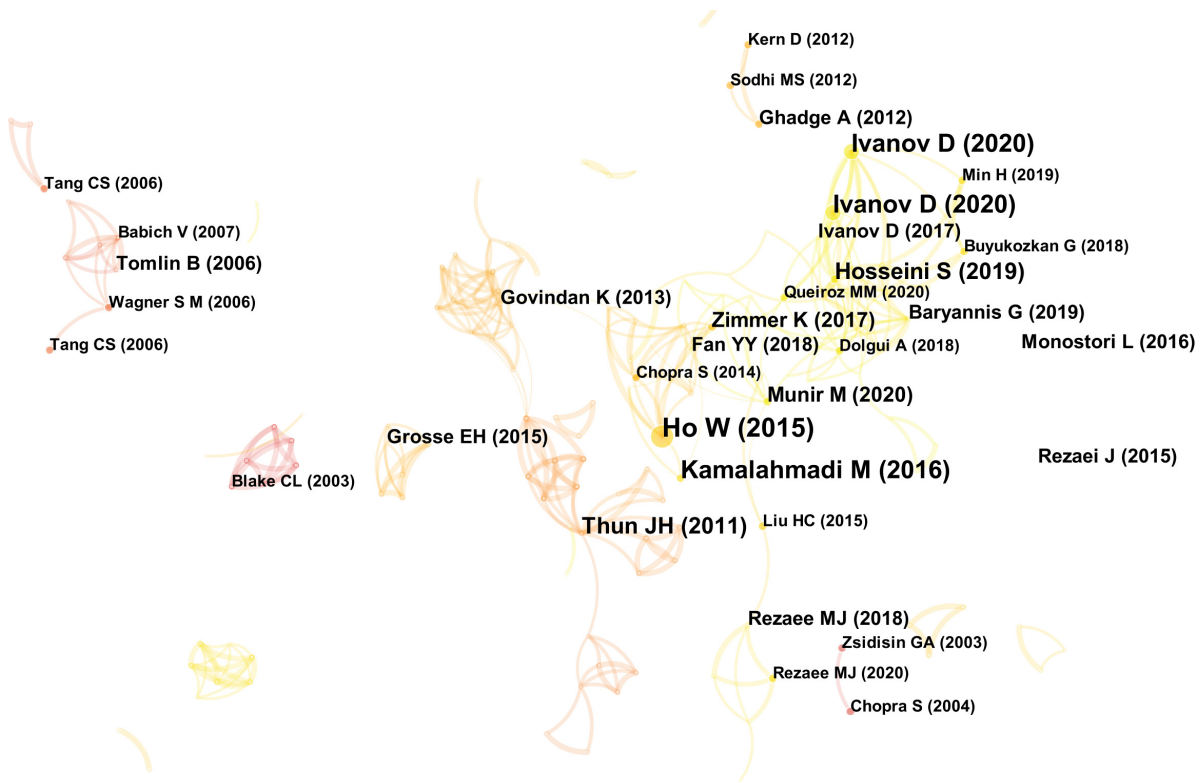 Kern D (2012)
Sodhi MS (2012)
Ghadge A (2012)
Ivanov D (2020)
Min H (2019)
Tang CS (2006)
Ivanov D (2020)
Babich V (2007)
Ivanov D (2017)
Buyukozkan G (2018)
Tomlin B (2006)
Hosseini S (2019)
Queiroz MM (2020)
Govindan K (2013)
Wagner S M (2006)
Baryannis G (2019)
Zimmer K (2017)
Monostori L (2016)
Tang CS (2006)
Fan YY (2018)
Dolgui A (2018)
Chopra S (2014)
Munir M (2020)
Ho W (2015)
Grosse EH (2015)
Rezaei J (2015)
Kamalahmadi M (2016)
Blake CL (2003)
Thun JH (2011)
Liu HC (2015)
Rezaee MJ (2018)
Zsidisin GA (2003)
Rezaee MJ (2020)
Chopra S (2004)